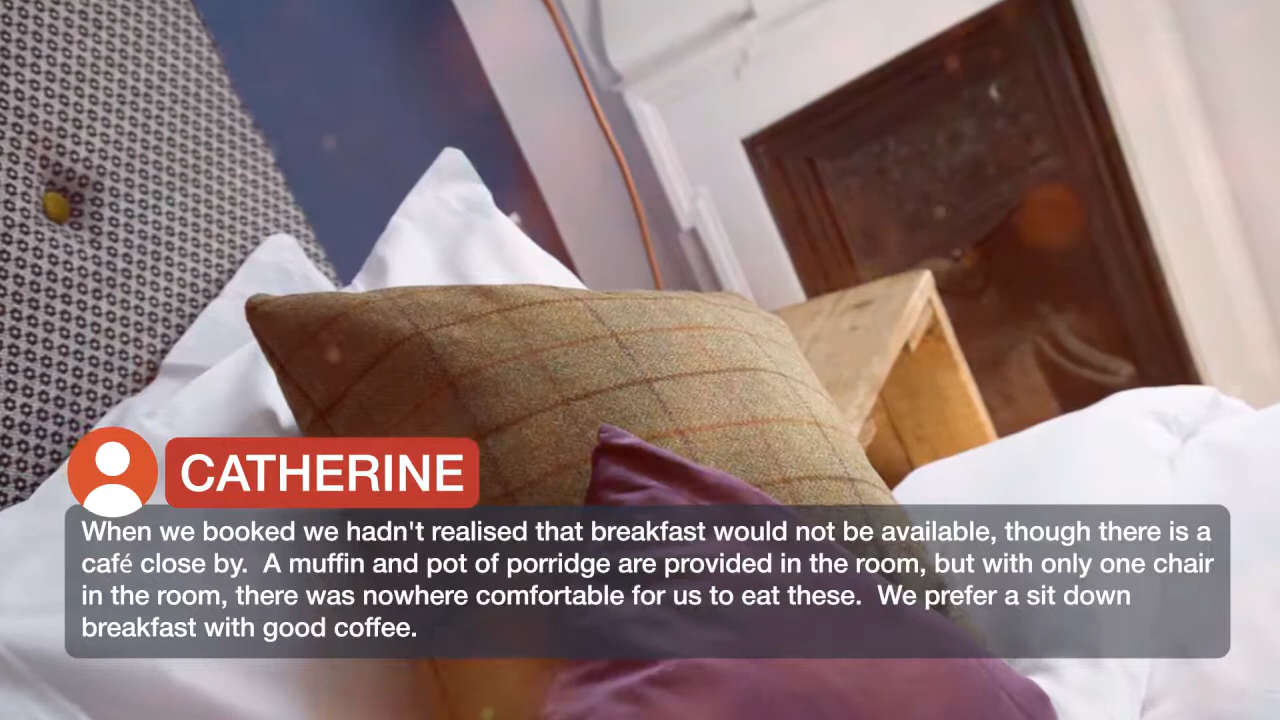 CATHERINE
When we booked we hadn't realised that breakfast would not be available, though there is a
café close by.  A muffin and pot of porridge are provided in the room, but with only one chair
in the room, there was nowhere comfortable for us to eat these.  We prefer a sit down
breakfast with good coffee.